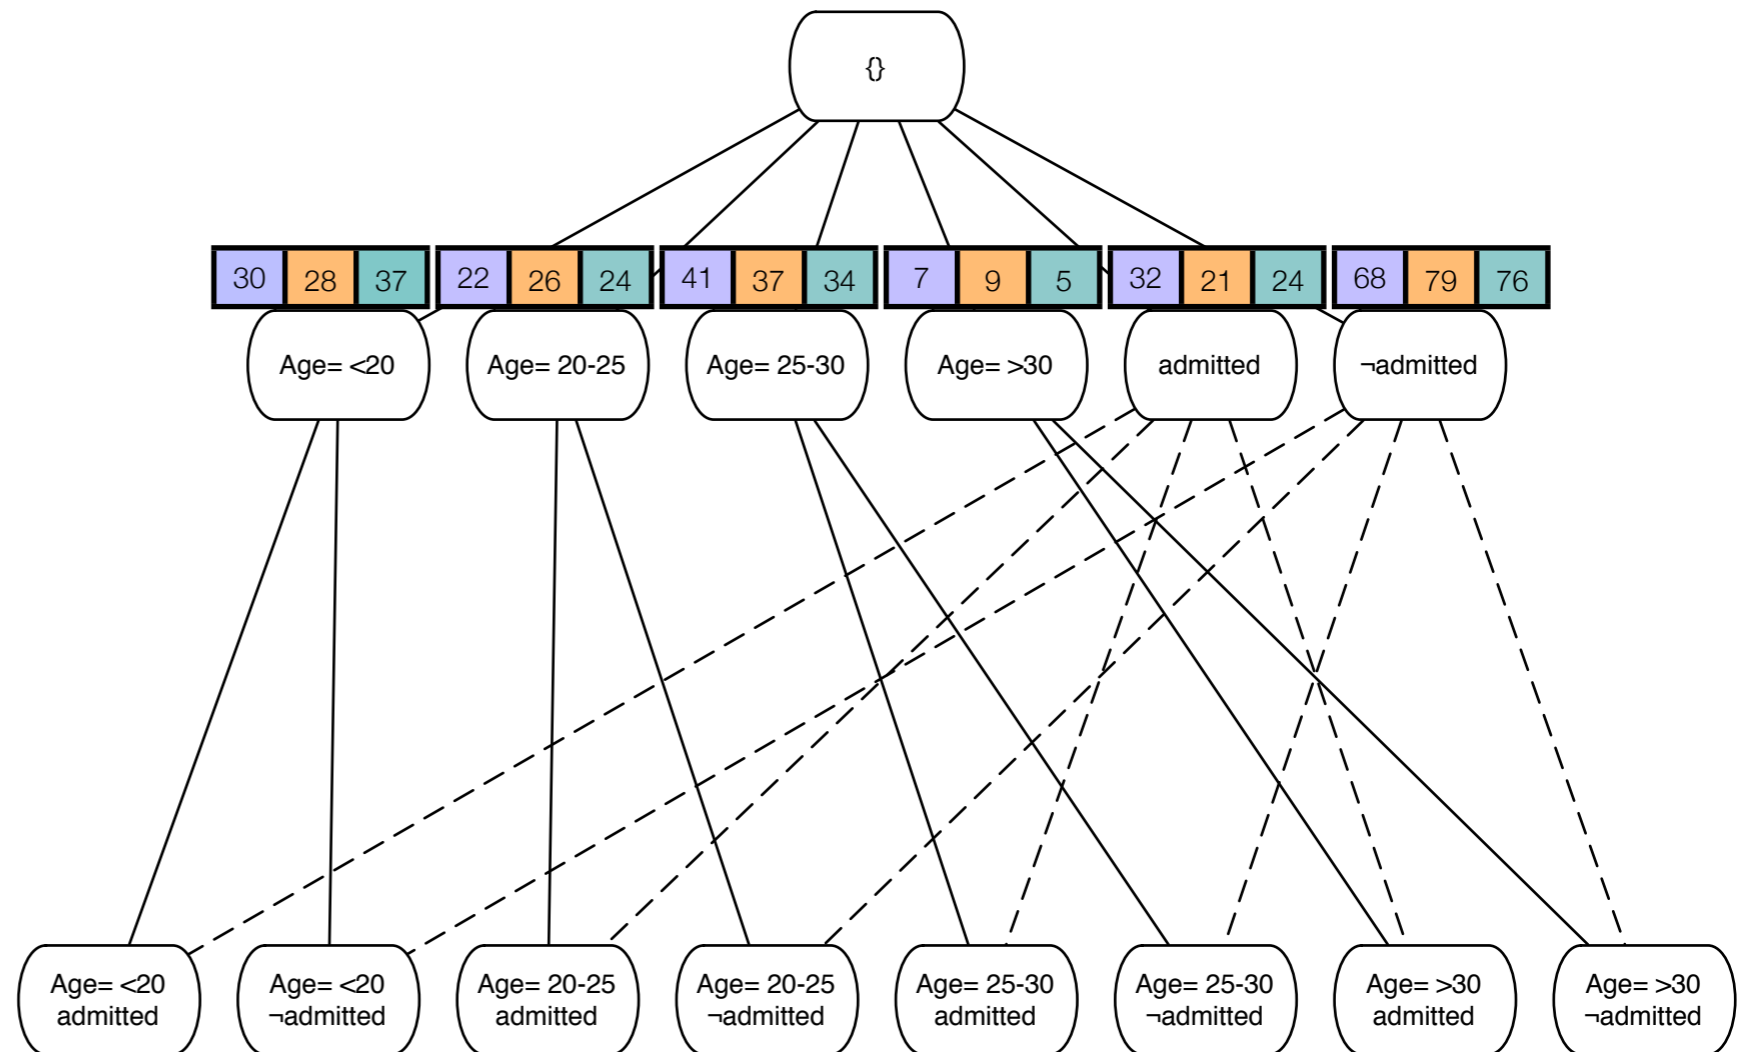 {}
30 28 37 22 26 24 41 37 34 7 9 5 32 21 24 68 79 76
Age= <20
Age= 20-25
Age= 25-30
Age= >30
admitted
¬admitted
Age= <20
admitted
Age= <20
¬admitted
Age= 20-25
admitted
Age= 20-25
¬admitted
Age= 25-30
admitted
Age= 25-30
¬admitted
Age= >30
admitted
Age= >30
¬admitted